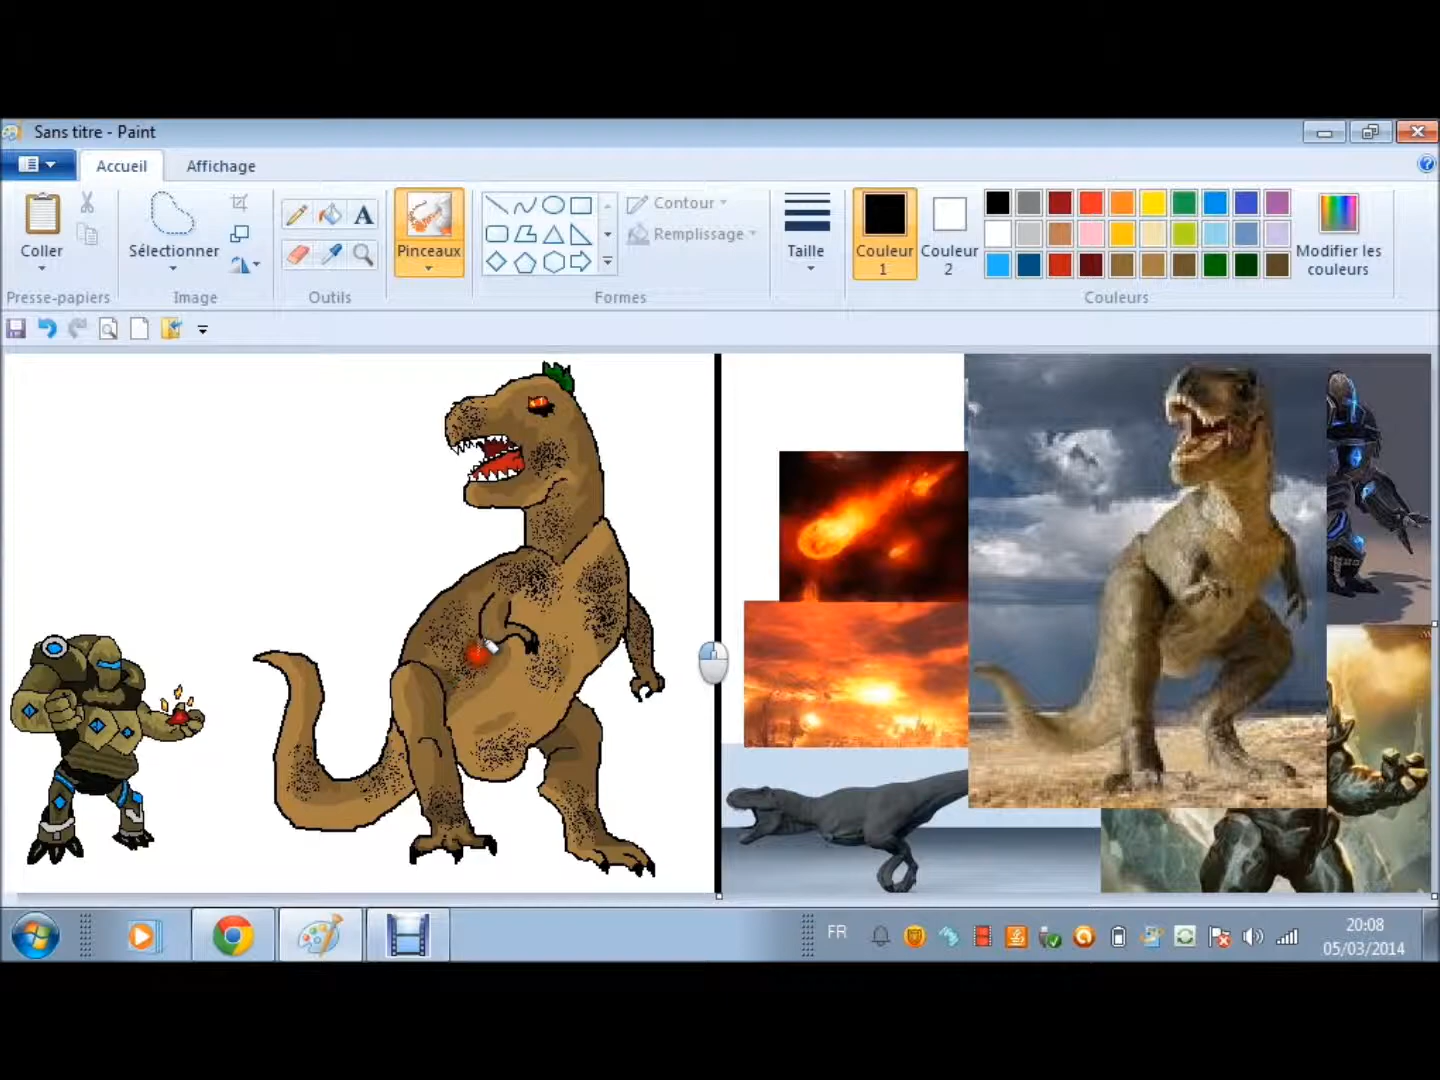 Sans titre - Paint
Accueil
Affichage
Coller
Sélectionner
A
Pinceaux
Contour
Remplissage
Taille
Couleur 1
Couleur 2
Modifier les couleurs
Presse-papiers
Image
Outils
Formes
Couleurs
FR
20:08
05/03/2014